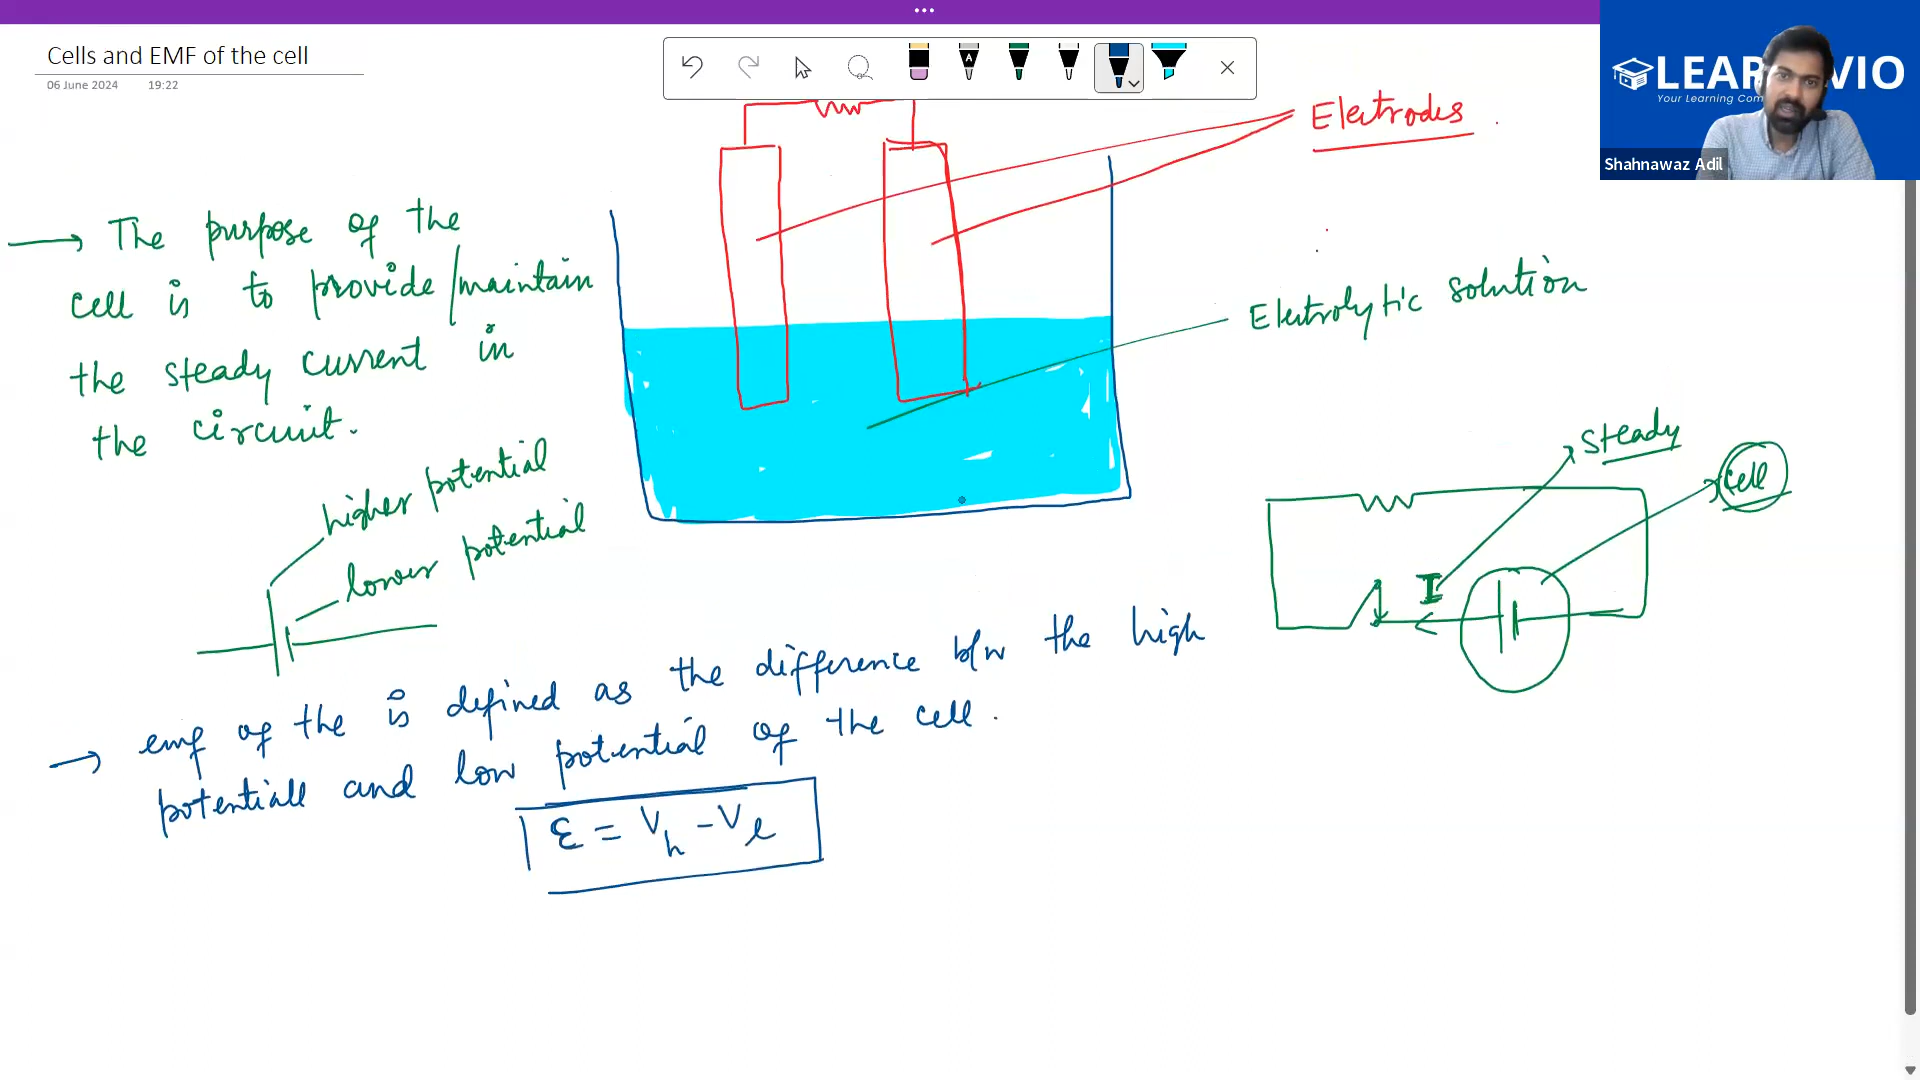 Cells and EMF of the cell
06 June 2024 19:22
LEAR VIO
Your Learning Com
Shahnawaz Adil
Electrodes
→ The purpose of the
cell is to provide/maintain
the steady current in
the circuit.
Electrolytic solution
higher potential
lower potential
steady
cell
I
→ emf of the is defined as the difference b/w the high
potentiall and low potential of the cell.
ε = Vh - Vl